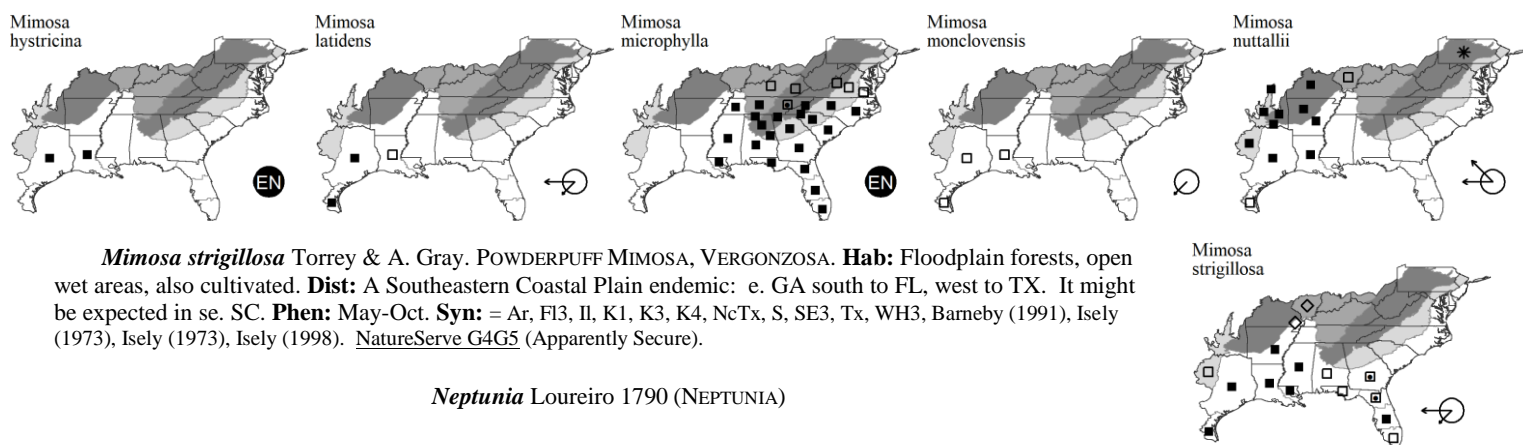 Mimosa
hystricina
Mimosa
latidens
Mimosa
microphylla
Mimosa
monclovensis
Mimosa
nuttallii
EN
EN
Mimosa strigillosa Torrey & A. Gray. POWDERPUFF MIMOSA, VERGONZOSA. Hab: Floodplain forests, open
wet areas, also cultivated. Dist: A Southeastern Coastal Plain endemic: e. GA south to FL, west to TX. It might
be expected in se. SC. Phen: May-Oct. Syn: = Ar, Fl3, Il, K1, K3, K4, NcTx, S, SE3, Tx, WH3, Barneby (1991), Isely
(1973), Isely (1973), Isely (1998). NatureServe G4G5 (Apparently Secure).
Mimosa
strigillosa
Neptunia Loureiro 1790 (NEPTUNIA)